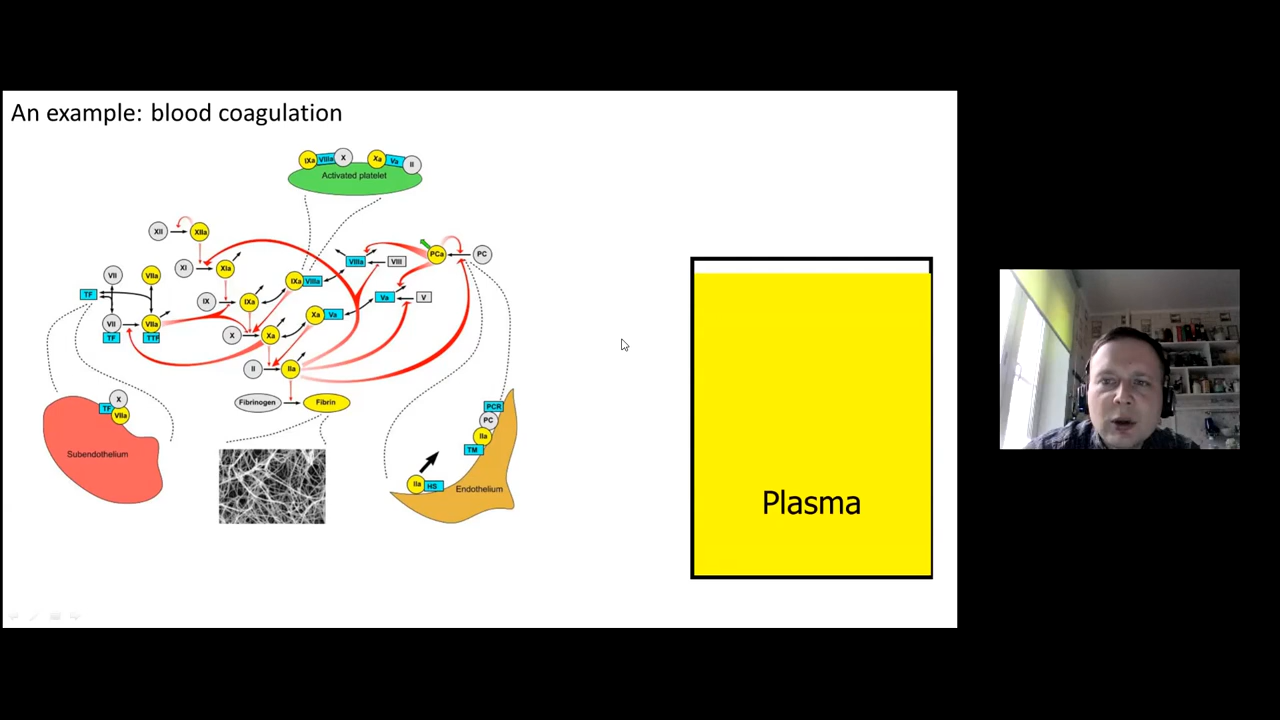 An example: blood coagulation
IXa VIIIa X Xa Va II
Activated platelet
XII XIIa
XI XIa VIIIa VIII PCa PC
VII VIIa IXa VIIIa
TF IX IXa Va V
VII VIIa X Xa Xa Va
TF
II IIa
Fibrinogen Fibrin
X
TF VIIa
Subendothelium
PCR
PC
IIa
TM
IIa HS Endothelium
Plasma